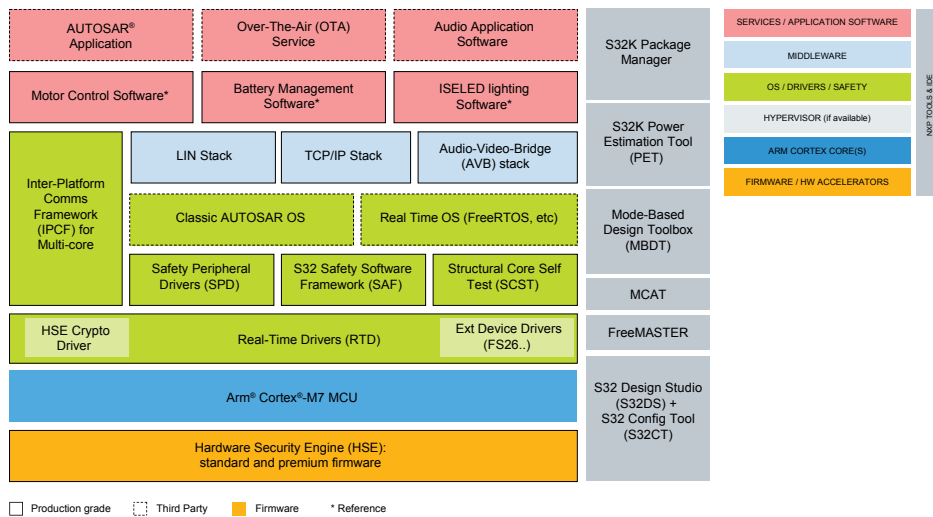 AUTOSAR®
Application
Over-The-Air (OTA)
Service
Audio Application
Software
Motor Control Software*
Battery Management
Software*
ISELED lighting
Software*
Inter-Platform
Comms
Framework
(IPCF) for
Multi-core
LIN Stack
TCP/IP Stack
Audio-Video-Bridge
(AVB) stack
Classic AUTOSAR OS
Real Time OS (FreeRTOS, etc)
Safety Peripheral
Drivers (SPD)
S32 Safety Software
Framework (SAF)
Structural Core Self
Test (SCST)
HSE Crypto
Driver
Real-Time Drivers (RTD)
Ext Device Drivers
(FS26..)
Arm® Cortex®-M7 MCU
Hardware Security Engine (HSE):
standard and premium firmware
S32K Package
Manager
S32K Power
Estimation Tool
(PET)
Mode-Based
Design Toolbox
(MBDT)
MCAT
FreeMASTER
S32 Design Studio
(S32DS) +
S32 Config Tool
(S32CT)
SERVICES / APPLICATION SOFTWARE
MIDDLEWARE
OS / DRIVERS / SAFETY
HYPERVISOR (if available)
ARM CORTEX CORE(S)
FIRMWARE / HW ACCELERATORS
NXP TOOLS & IDE
Production grade
Third Party
Firmware
* Reference